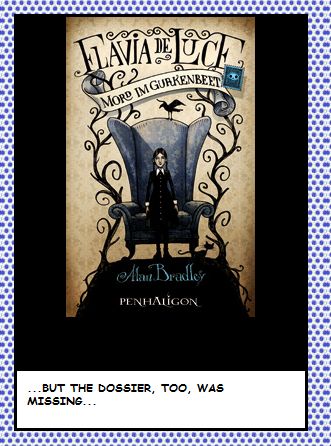 FLAVIA DE LUCE
MORD IM GURKENBEET
Alan Bradley
PENHALIGON
...BUT THE DOSSIER, TOO, WAS
MISSING...